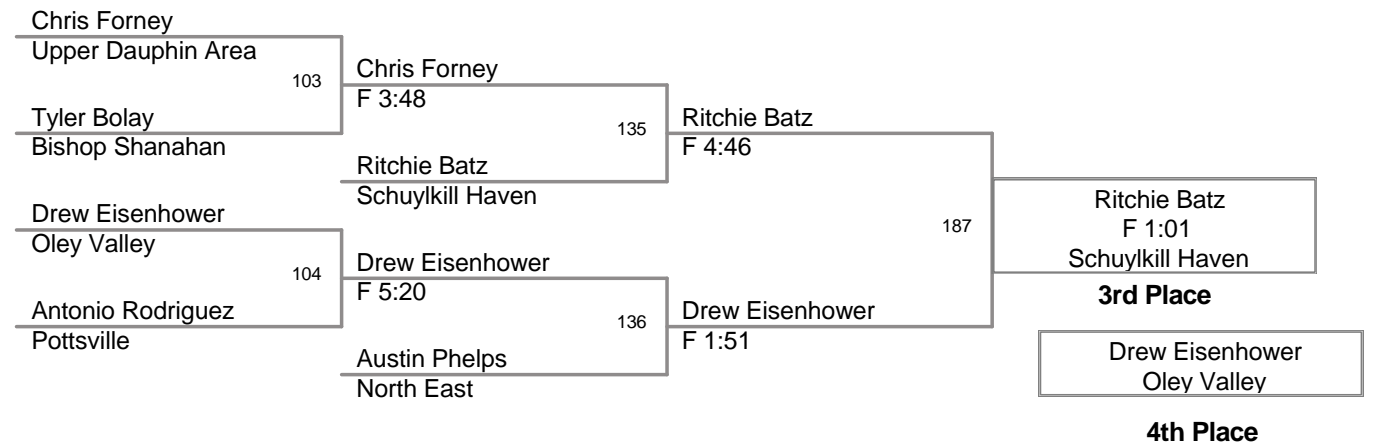 Chris Forney
Upper Dauphin Area
103
Chris Forney
F 3:48
Tyler Bolay
Bishop Shanahan
135
Ritchie Batz
F 4:46
Ritchie Batz
Schuylkill Haven
Drew Eisenhower
Oley Valley
187
Ritchie Batz
F 1:01
Schuylkill Haven
3rd Place
104
Drew Eisenhower
F 5:20
Antonio Rodriguez
Pottsville
136
Drew Eisenhower
F 1:51
Austin Phelps
North East
Drew Eisenhower
Oley Valley
4th Place